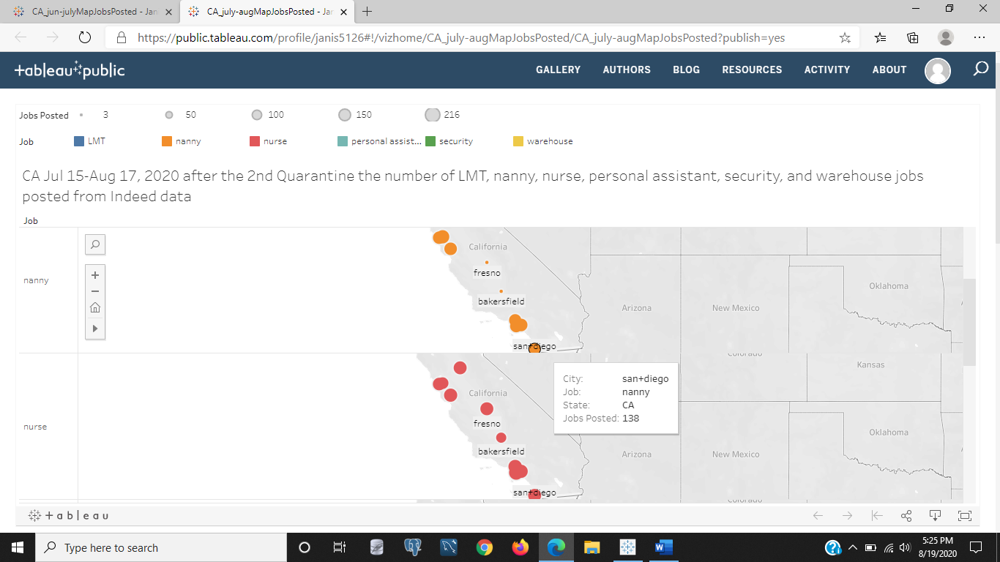 CA_jun-julyMapJobsPosted - Jani
CA_july-augMapJobsPosted - Jan
https://public.tableau.com/profile/janis5126#!/vizhome/CA_july-augMapJobsPosted/CA_july-augMapJobsPosted?publish=yes
+ableau public
GALLERY AUTHORS BLOG RESOURCES ACTIVITY ABOUT
Jobs Posted 3 50 100 150 216
Job LMT nanny nurse personal assist... security warehouse
CA Jul 15-Aug 17, 2020 after the 2nd Quarantine the number of LMT, nanny, nurse, personal assistant, security, and warehouse jobs
posted from Indeed data
Job
nanny
California
fresno
bakersfield
san+diego
Arizona
New Mexico
Oklahoma
nurse
Colorado
Kansas
California
fresno
bakersfield
san+diego
Arizona
New Mexico
Oklahoma
Colorado
City: san+diego
Job: nanny
State: CA
Jobs Posted: 138
+ a b l e a u
Type here to search
5:25 PM
8/19/2020